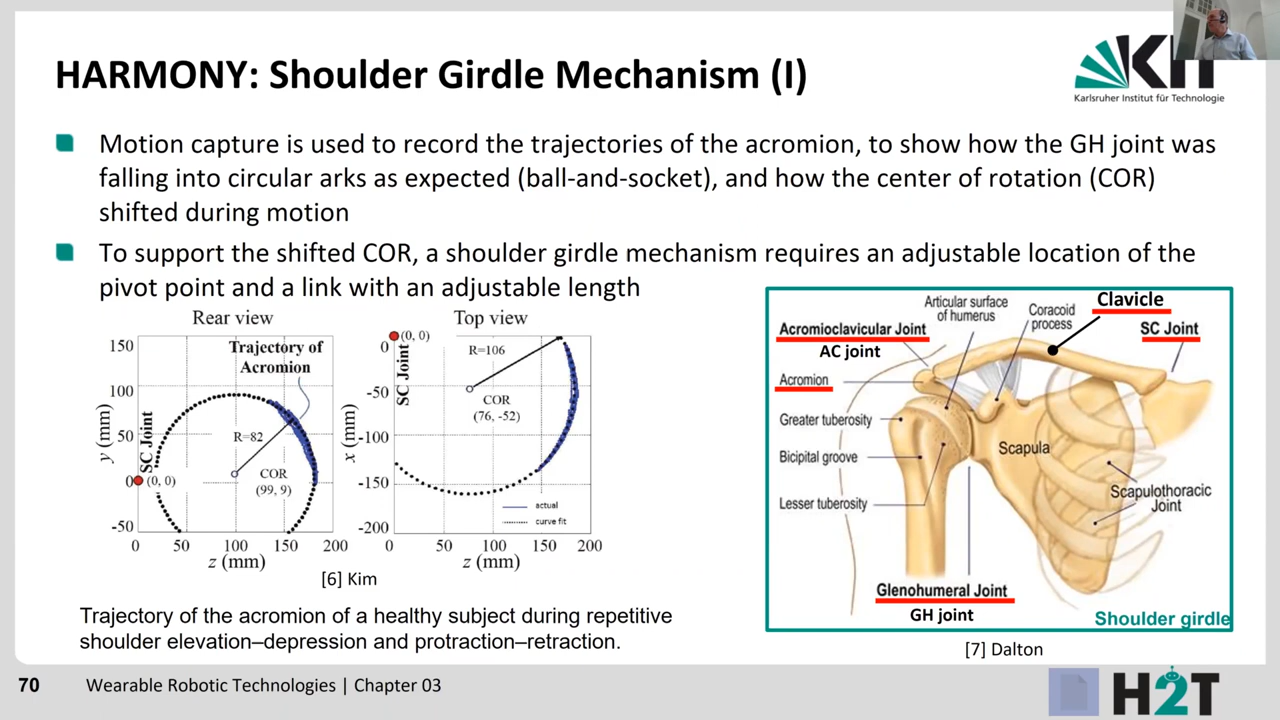 HARMONY: Shoulder Girdle Mechanism (I)
KIT
Karlsruher Institut für Technologie
Motion capture is used to record the trajectories of the acromion, to show how the GH joint was
falling into circular arks as expected (ball-and-socket), and how the center of rotation (COR)
shifted during motion
To support the shifted COR, a shoulder girdle mechanism requires an adjustable location of the
pivot point and a link with an adjustable length
Rear view
150
100
50
0
-50
y (mm)
SC Joint
(0, 0)
Trajectory of
Acromion
R=82
COR
(99, 9)
0 50 100 150 200
z (mm)
Top view
0
-50
-100
-150
-200
x (mm)
(0, 0)
SC Joint
R=106
COR
(76, -52)
actual
curve fit
0 50 100 150 200
z (mm)
[6] Kim
Trajectory of the acromion of a healthy subject during repetitive
shoulder elevation–depression and protraction–retraction.
Articular surface
of humerus
Coracoid
process
Clavicle
SC Joint
Acromioclavicular Joint
AC joint
Acromion
Greater tuberosity
Bicipital groove
Lesser tuberosity
Scapula
Scapulothoracic
Joint
Glenohumeral Joint
GH joint
Shoulder girdle
[7] Dalton
70 Wearable Robotic Technologies | Chapter 03
H2T